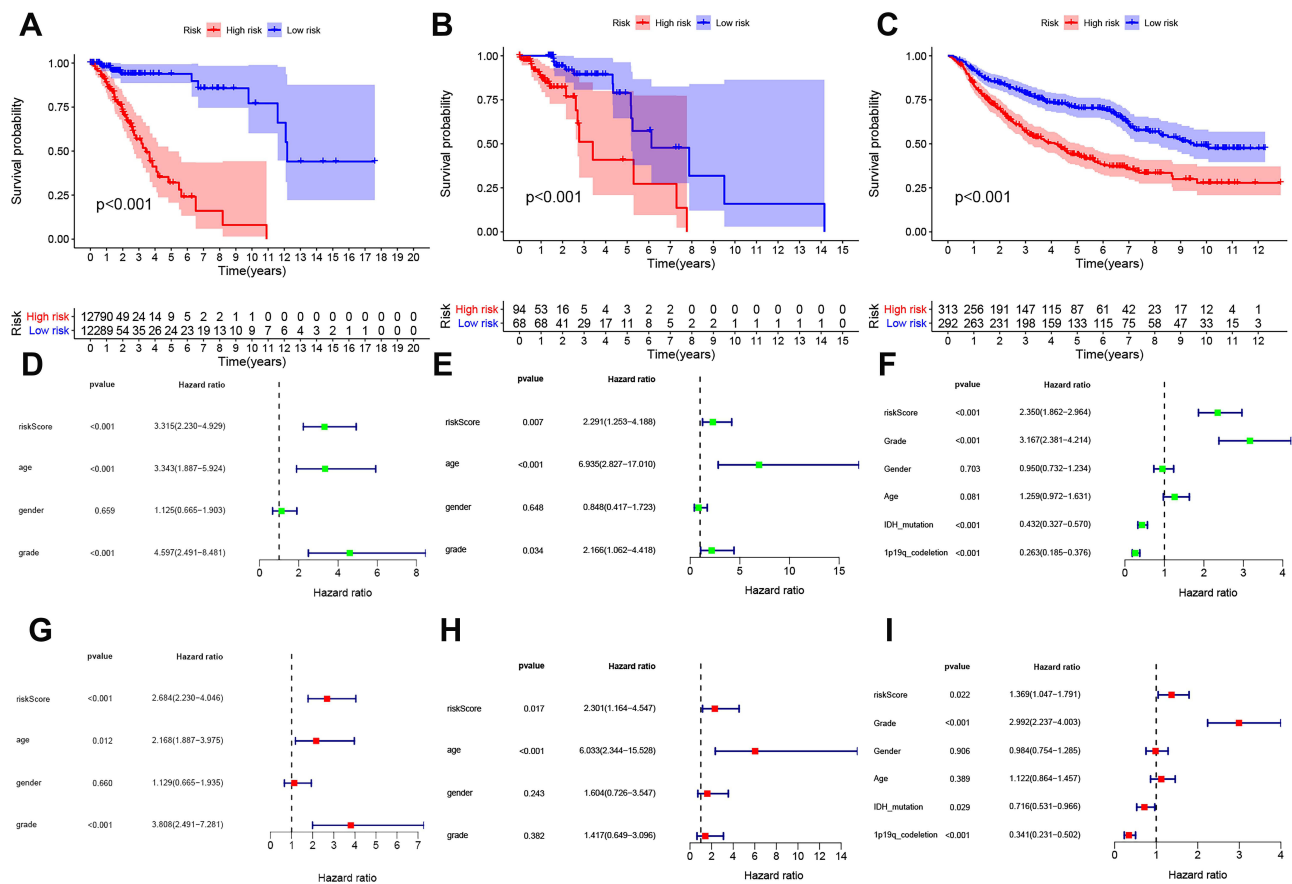 A
Risk High risk Low risk
Survival probability
1.00
0.75
0.50
0.25
0.00
p<0.001
0 1 2 3 4 5 6 7 8 9 10 11 12 13 14 15 16 17 18 19 20
Time(years)
Risk
High risk 12790 49 24 14 9 5 2 2 1 1 0 0 0 0 0 0 0 0 0 0
Low risk 12289 54 35 26 24 23 19 13 10 9 7 6 4 3 2 1 1 0 0 0
0 1 2 3 4 5 6 7 8 9 10 11 12 13 14 15 16 17 18 19 20
Time(years)
B
Risk High risk Low risk
Survival probability
1.00
0.75
0.50
0.25
0.00
p<0.001
0 1 2 3 4 5 6 7 8 9 10 11 12 13 14 15
Time(years)
Risk
High risk 94 53 16 5 4 3 2 2 0 0 0 0 0 0 0 0
Low risk 68 68 41 29 17 11 8 5 2 2 1 1 1 1 1 0
0 1 2 3 4 5 6 7 8 9 10 11 12 13 14 15
Time(years)
C
Risk High risk Low risk
Survival probability
1.00
0.75
0.50
0.25
0.00
p<0.001
0 1 2 3 4 5 6 7 8 9 10 11 12
Time(years)
Risk
High risk 313 256 191 147 115 87 61 42 23 17 12 4 1
Low risk 292 263 231 198 159 133 115 75 58 47 33 15 3
0 1 2 3 4 5 6 7 8 9 10 11 12
Time(years)
D
pvalue Hazard ratio
riskScore <0.001 3.315(2.230−4.929)
age <0.001 3.343(1.887−5.924)
gender 0.659 1.125(0.665−1.903)
grade <0.001 4.597(2.491−8.481)
0 2 4 6 8
Hazard ratio
E
pvalue Hazard ratio
riskScore 0.007 2.291(1.253−4.188)
age <0.001 6.935(2.827−17.010)
gender 0.648 0.848(0.417−1.723)
grade 0.034 2.166(1.062−4.418)
0 5 10 15
Hazard ratio
F
pvalue Hazard ratio
riskScore <0.001 2.350(1.862−2.964)
Grade <0.001 3.167(2.381−4.214)
Gender 0.703 0.950(0.732−1.234)
Age 0.081 1.259(0.972−1.631)
IDH_mutation <0.001 0.432(0.327−0.570)
1p19q_codeletion <0.001 0.263(0.185−0.376)
0 1 2 3 4
Hazard ratio
G
pvalue Hazard ratio
riskScore <0.001 2.684(2.230−4.046)
age 0.012 2.168(1.887−3.975)
gender 0.660 1.129(0.665−1.935)
grade <0.001 3.808(2.491−7.281)
0 1 2 3 4 5 6 7
Hazard ratio
H
pvalue Hazard ratio
riskScore 0.017 2.301(1.164−4.547)
age <0.001 6.033(2.344−15.528)
gender 0.243 1.604(0.726−3.547)
grade 0.382 1.417(0.649−3.096)
0 2 4 6 8 10 12 14
Hazard ratio
I
pvalue Hazard ratio
riskScore 0.022 1.369(1.047−1.791)
Grade <0.001 2.992(2.237−4.003)
Gender 0.906 0.984(0.754−1.285)
Age 0.389 1.122(0.864−1.457)
IDH_mutation 0.029 0.716(0.531−0.966)
1p19q_codeletion <0.001 0.341(0.231−0.502)
0 1 2 3 4
Hazard ratio